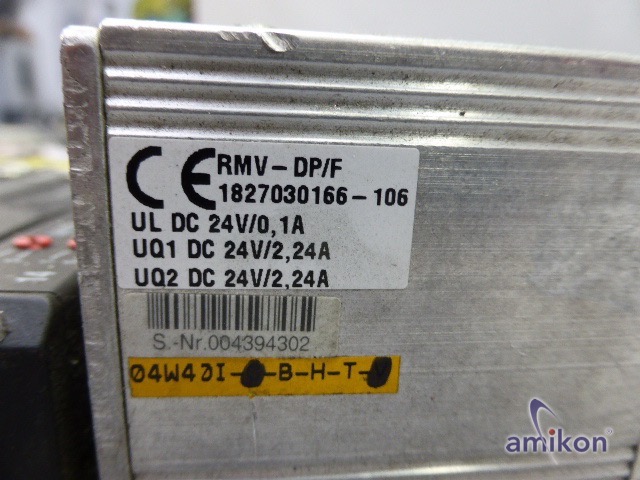 CE RMV-DP/F
1827030166-106
UL DC 24V/0,1A
UQ1 DC 24V/2,24A
UQ2 DC 24V/2,24A
S.-Nr.004394302
-B-H-T-
amikon